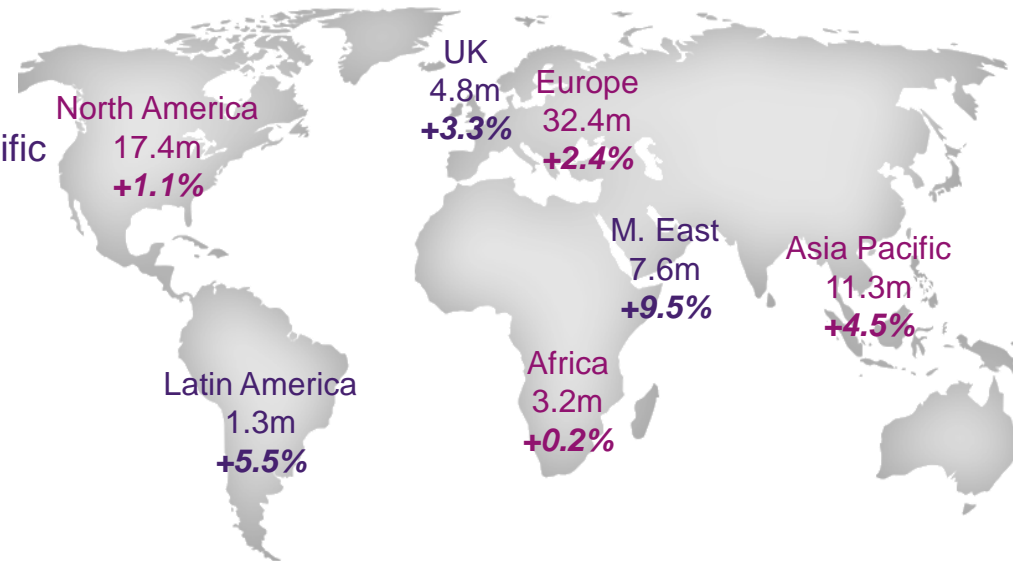 UK
4.8m
+3.3%
Europe
32.4m
+2.4%
North America
17.4m
+1.1%
ific
M. East
7.6m
+9.5%
Asia Pacific
11.3m
+4.5%
Latin America
1.3m
+5.5%
Africa
3.2m
+0.2%